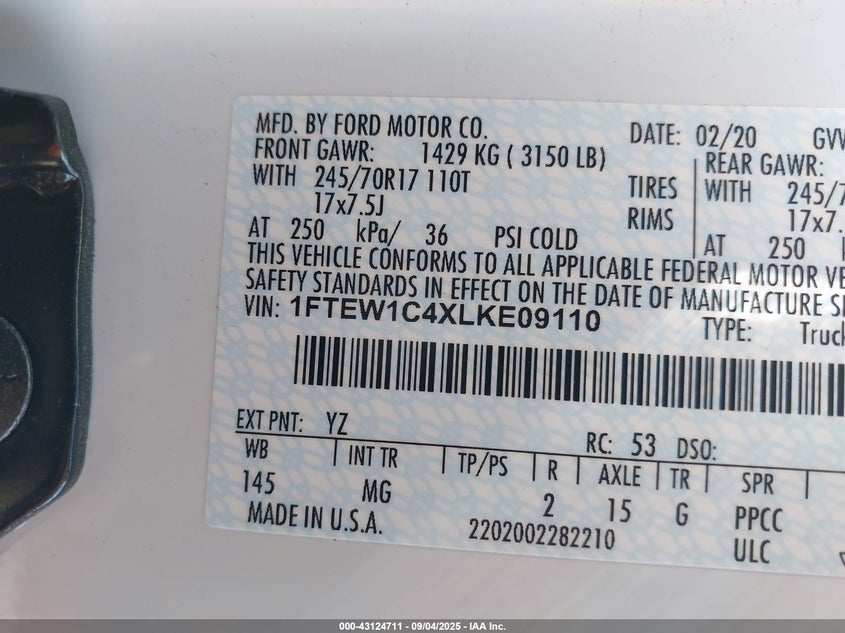 MFD. BY FORD MOTOR CO. DATE: 02/20
FRONT GAWR: 1429 KG ( 3150 LB) REAR GAWR:
WITH 245/70R17 110T TIRES WITH
17x7.5J RIMS
AT 250 kPa/ 36 PSI COLD AT 250
THIS VEHICLE CONFORMS TO ALL APPLICABLE FEDERAL MOTOR
SAFETY STANDARDS IN EFFECT ON THE DATE OF MANUFACTURE
VIN: 1FTEW1C4XLKE09110 TYPE: Truck
EXT PNT: YZ RC: 53 DSO:
WB INT TR TP/PS R AXLE TR SPR
145 MG 2 15 G PPCC
MADE IN U.S.A. 2202002282210 ULC
000-43124711 - 09/04/2025 - IAA Inc.